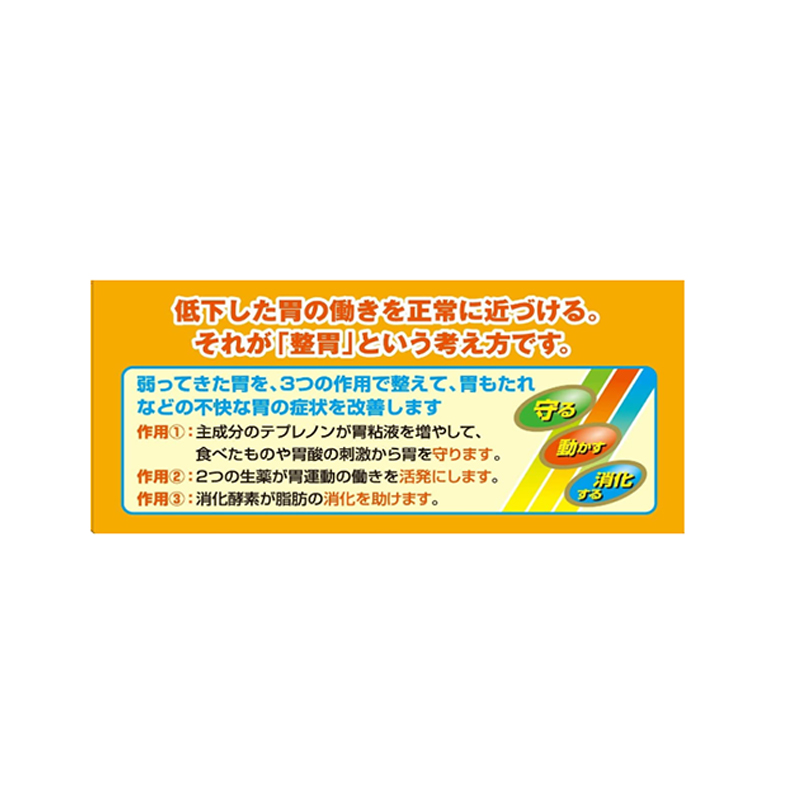 低下した胃の働きを正常に近づける。
それが「整胃」という考え方です。
弱ってきた胃を、3つの作用で整えて、胃もたれ
などの不快な胃の症状を改善します
作用①：主成分のテプレノンが胃粘液を増やして、
食べたものや胃酸の刺激から胃を守ります。
作用②：2つの生薬が胃運動の働きを活発にします。
作用③：消化酵素が脂肪の消化を助けます。
守る
動かす
消化
する